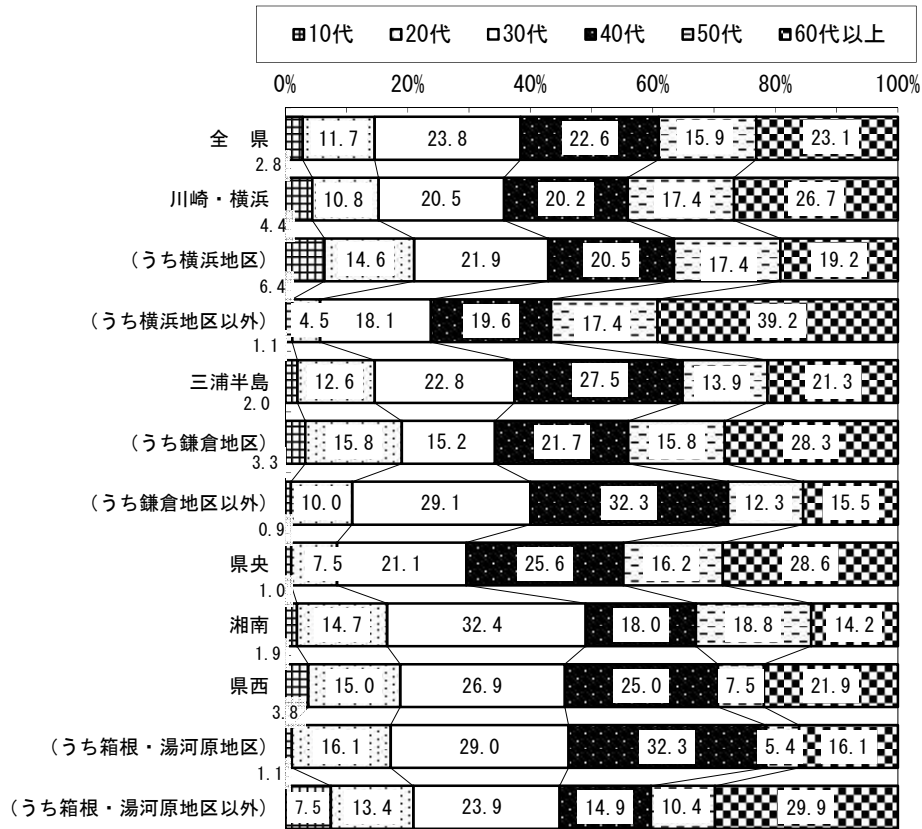 10代 20代 30代 40代 50代 60代以上
0% 20% 40% 60% 80% 100%
全 県 2.8 11.7 23.8 22.6 15.9 23.1
川崎・横浜 4.4 10.8 20.5 20.2 17.4 26.7
(うち横浜地区) 6.4 14.6 21.9 20.5 17.4 19.2
(うち横浜地区以外) 1.1 4.5 18.1 19.6 17.4 39.2
三浦半島 2.0 12.6 22.8 27.5 13.9 21.3
(うち鎌倉地区) 3.3 15.8 15.2 21.7 15.8 28.3
(うち鎌倉地区以外) 0.9 10.0 29.1 32.3 12.3 15.5
県央 1.0 7.5 21.1 25.6 16.2 28.6
湘南 1.9 14.7 32.4 18.0 18.8 14.2
県西 3.8 15.0 26.9 25.0 7.5 21.9
(うち箱根・湯河原地区) 1.1 16.1 29.0 32.3 5.4 16.1
(うち箱根・湯河原地区以外) 7.5 13.4 23.9 14.9 10.4 29.9